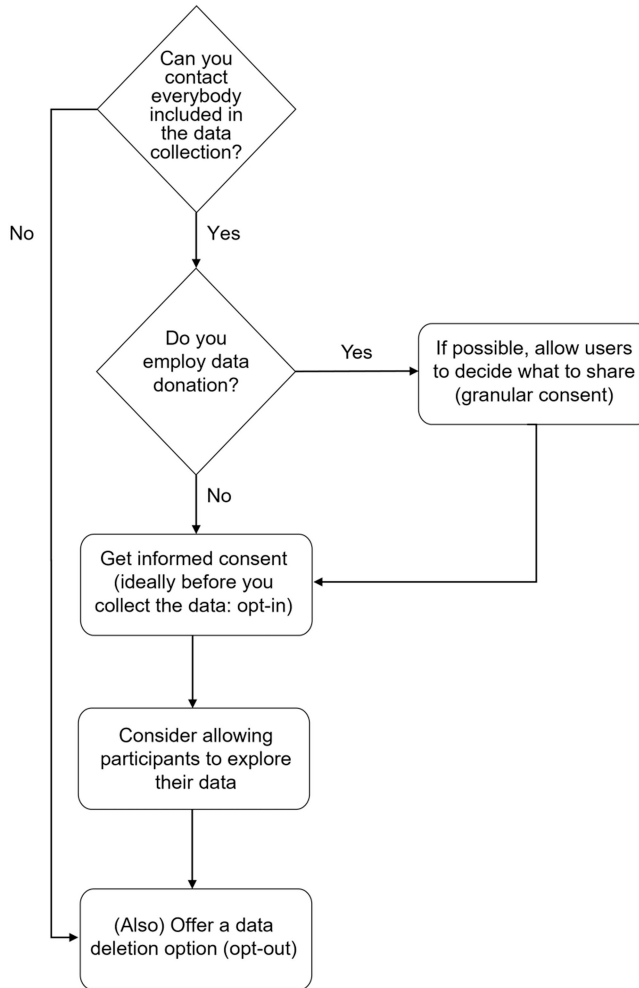 Can you
contact
everybody
included in
the data
collection?
No
Yes
Do you
employ data
donation?
Yes
If possible, allow users
to decide what to share
(granular consent)
No
Get informed consent
(ideally before you
collect the data: opt-in)
Consider allowing
participants to explore
their data
(Also) Offer a data
deletion option (opt-out)